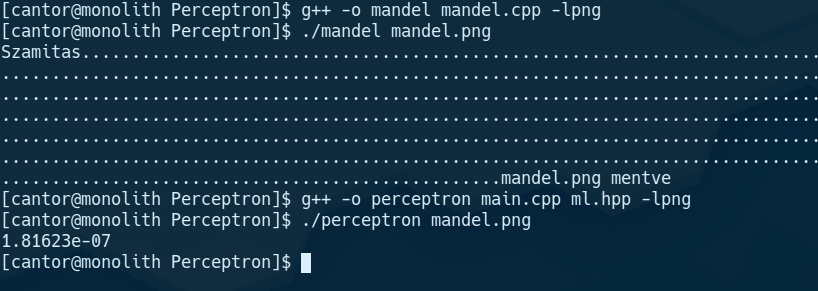 [cantor@monolith Perceptron]$ g++ -o mandel mandel.cpp -lpng
[cantor@monolith Perceptron]$ ./mandel mandel.png
Szamitas..........................................................................
..................................................................................
..................................................................................
..................................................................................
..................................................................................
..................................................................................
..................................................mandel.png mentve
[cantor@monolith Perceptron]$ g++ -o perceptron main.cpp ml.hpp -lpng
[cantor@monolith Perceptron]$ ./perceptron mandel.png
1.81623e-07
[cantor@monolith Perceptron]$